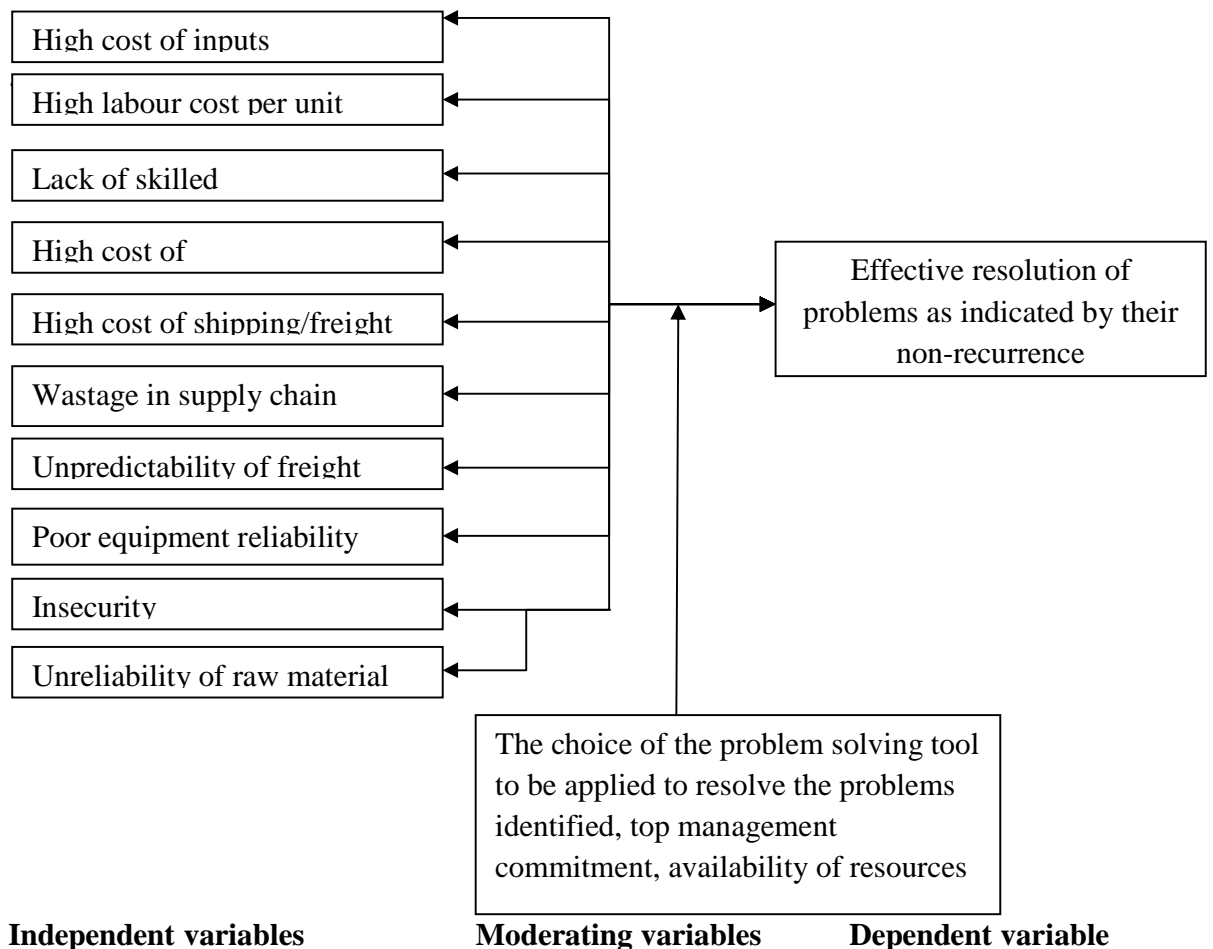 High cost of inputs
High labour cost per unit
Lack of skilled
High cost of
High cost of shipping/freight
Wastage in supply chain
Unpredictability of freight
Poor equipment reliability
Insecurity
Unreliability of raw material
Effective resolution of
problems as indicated by their
non-recurrence
The choice of the problem solving tool
to be applied to resolve the problems
identified, top management
commitment, availability of resources
Independent variables Moderating variables Dependent variable